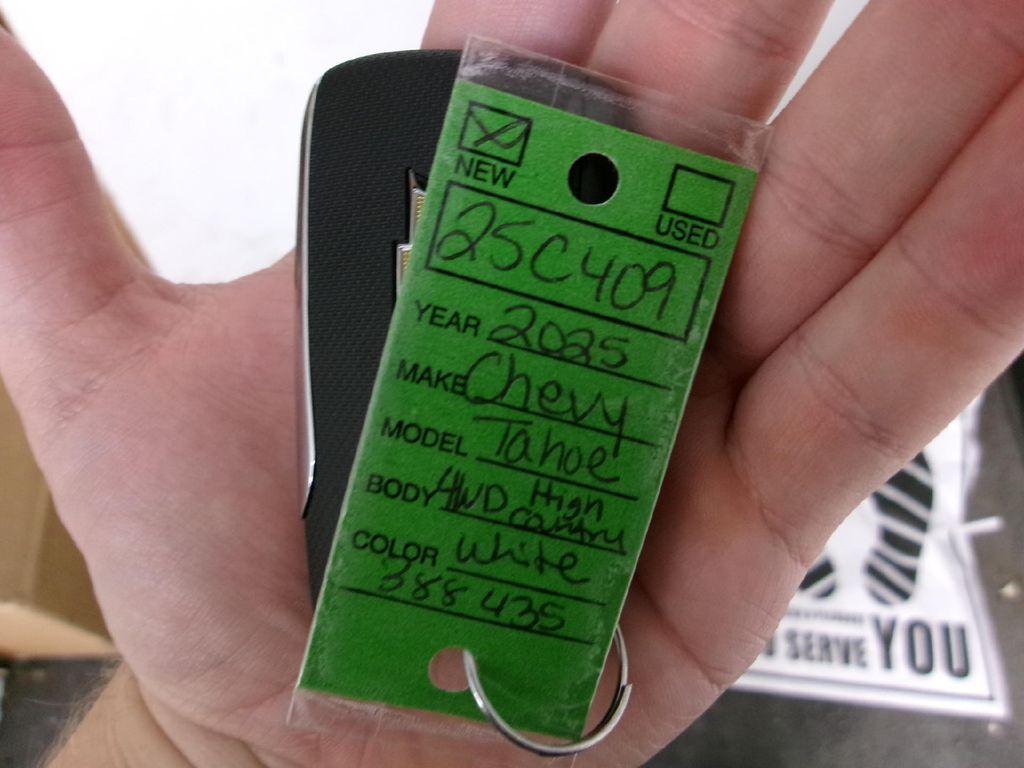 NEW
USED
25C409
YEAR 2025
MAKE Chevy
MODEL Tahoe
BODY 4WD High
Country
COLOR White
388435
SERVE YOU